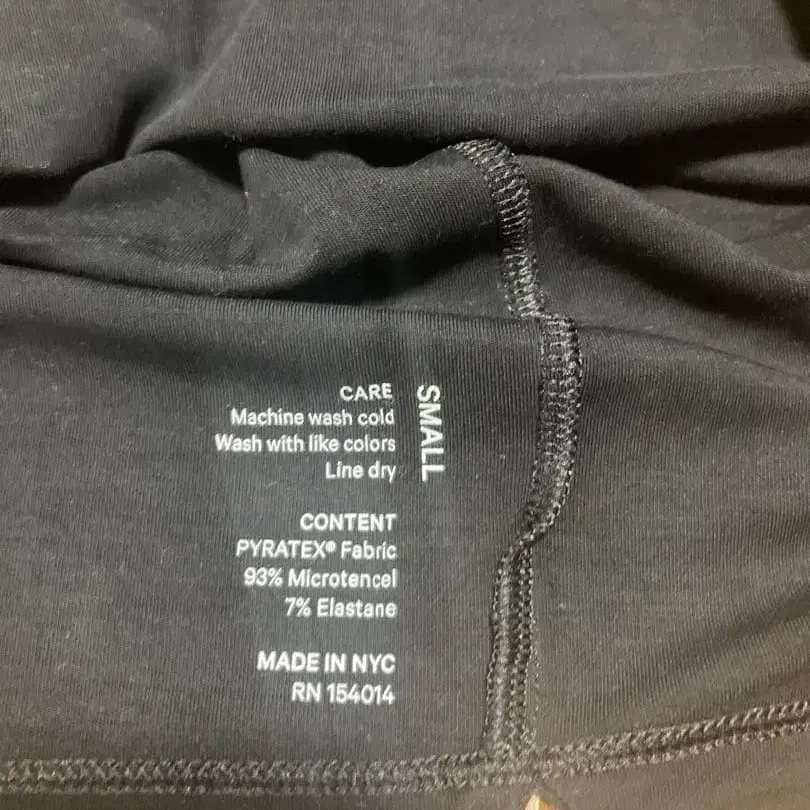 CARE
Machine wash cold
Wash with like colors
Line dry
SMALL
CONTENT
PYRATEX® Fabric
93% Microtencel
7% Elastane
MADE IN NYC
RN 154014